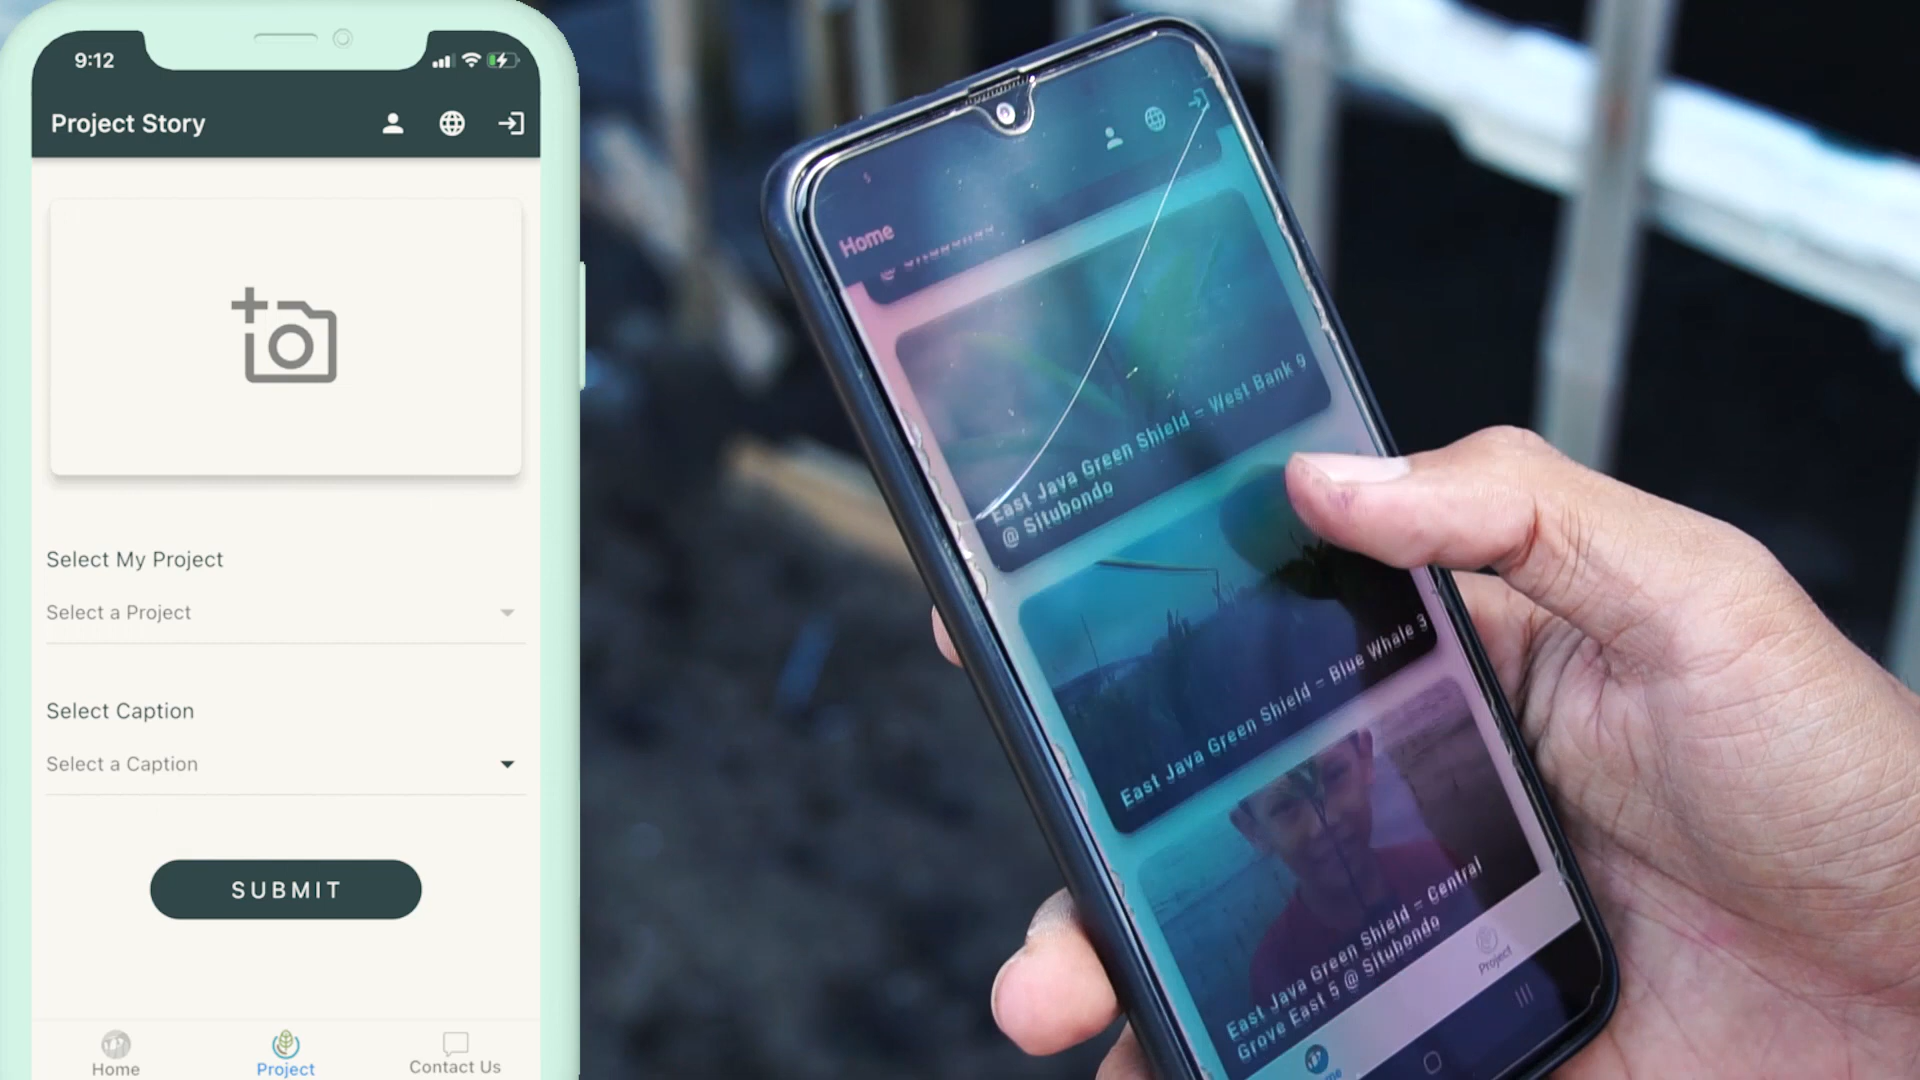 9:12
Project Story
Select My Project
Select a Project
Select Caption
Select a Caption
SUBMIT
Home
Project
Contact Us
Home
@ Situbondo
East Java Green Shield – West Bank 9
@ Situbondo
East Java Green Shield – Blue Whale 3
East Java Green Shield – Central
Grove East 5 @ Situbondo
Project